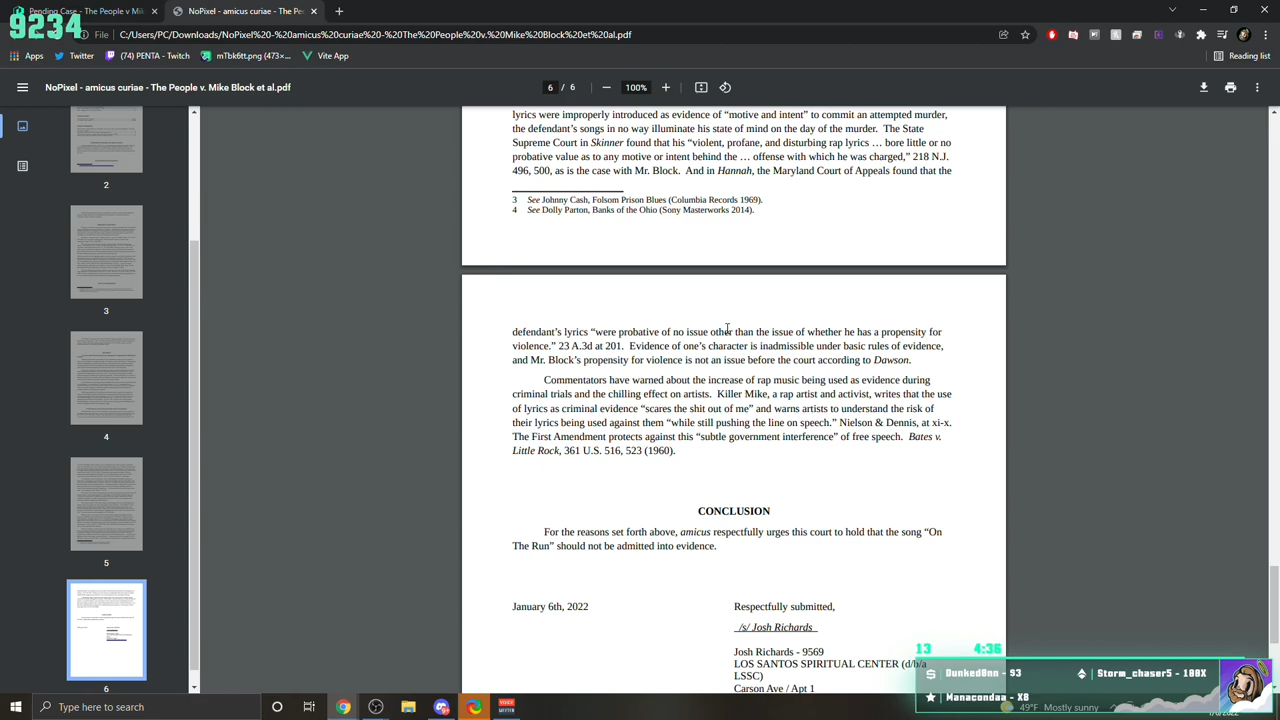 Pending Case - The People v Mik
NoPixel - amicus curiae - The Pe
9234
File
C:/Users/PC/Downloads/NoPixel%20-%20amicus%20curiae%20-%20The%20People%20v.%20Mike%20Block%20et%20al.pdf
Apps
Twitter
(74) PENTA - Twitch
mTbk6tt.png (473×...
Vite App
Reading list
NoPixel - amicus curiae - The People v. Mike Block et al.pdf
6 / 6
100%
lyrics were improperly introduced as evidence of “motive and intent” to commit an attempted murder,
the defendant’s songs in no way illuminate his state of mind on the day of the murder. The State
Supreme Court in Skinner found that his “violent, profane, and disturbing rap lyrics … bore little or no
probative value as to any motive or intent behind the … offense with which he was charged,” 218 N.J.
496, 500, as is the case with Mr. Block. And in Hannah, the Maryland Court of Appeals found that the
3 See Johnny Cash, Folsom Prison Blues (Columbia Records 1969).
4 See Dolly Parton, Banks of the Ohio (Sony Masterworks 2014).
defendant’s lyrics “were probative of no issue other than the issue of whether he has a propensity for
violence.” 23 A.3d at 201. Evidence of one’s character is inadmissible under basic rules of evidence,
and Mr. Block’s propensity for violence is not an issue before the court according to Dawson.
Commentators have warned about the increase of rap music being used as evidence during
criminal trials and the chilling effect on artists. Killer Mike, a rap artist and activist, writes that the use
of lyrics as criminal evidence “scares the shit out of me” and warns artists to understand the risk of
their lyrics being used against them “while still pushing the line on speech.” Nielson & Dennis, at xi-x.
The First Amendment protects against this “subtle government interference” of free speech. Bates v.
Little Rock, 361 U.S. 516, 523 (1960).
CONCLUSION
For the reasons set forth above, amicus respectfully urges this court to hold that the song “On
The Run” should not be admitted into evidence.
January 6th, 2022
Respectfully submitted,
/s/ Josh Richards
Josh Richards - 9569
LOS SANTOS SPIRITUAL CENTER (d/b/a
LSSC)
Carson Ave / Apt 1
2
3
4
5
6
13
4:36
Dunked0nn - 93
Storm_chaser5 - 100X
Manacondaa - X8
Type here to search
49°F Mostly sunny